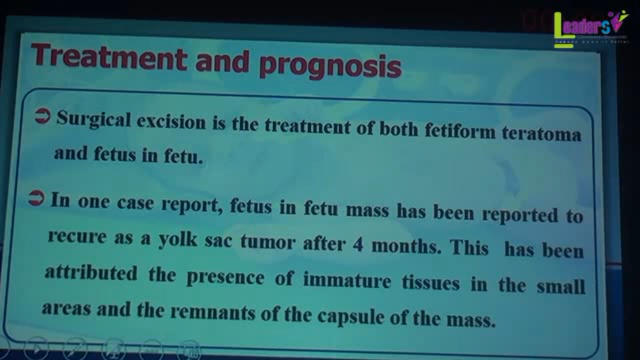 Leaders
Treatment and prognosis
Surgical excision is the treatment of both fetiform teratoma
and fetus in fetu.
In one case report, fetus in fetu mass has been reported to
recure as a yolk sac tumor after 4 months. This has been
attributed the presence of immature tissues in the small
areas and the remnants of the capsule of the mass.